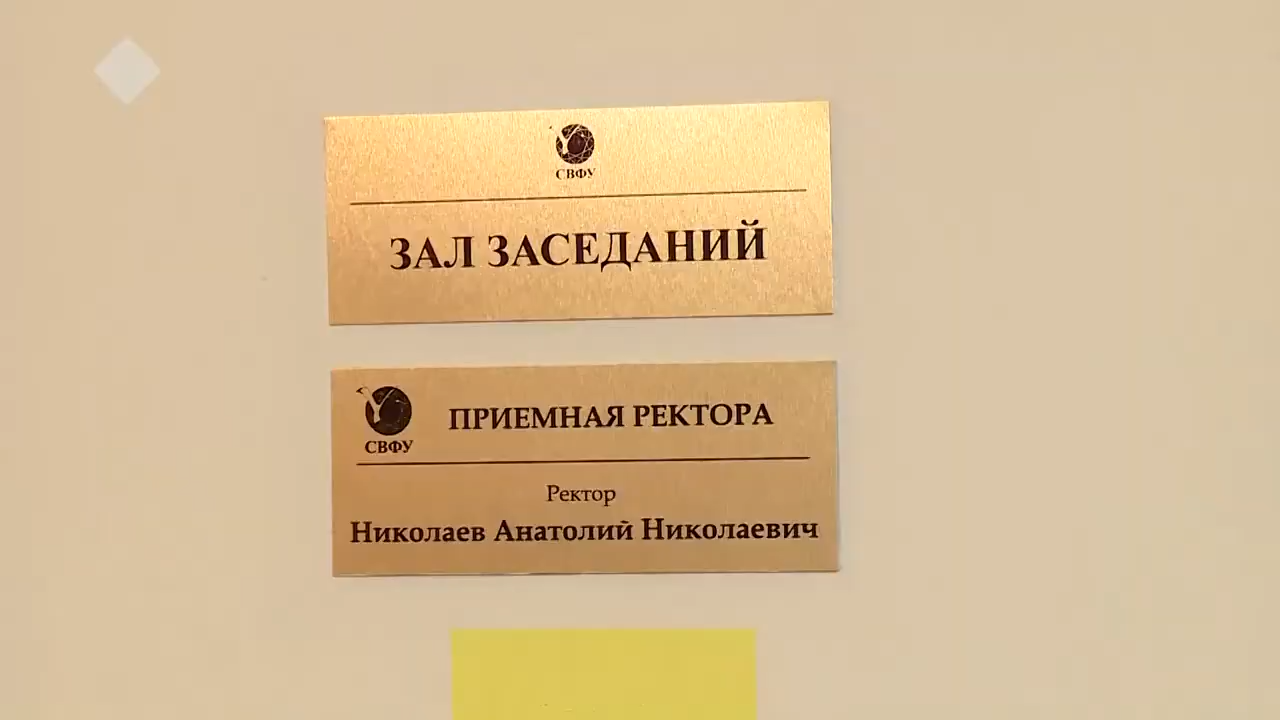 СВФУ
ЗАЛ ЗАСЕДАНИЙ
СВФУ
ПРИЕМНАЯ РЕКТОРА
Ректор
Николаев Анатолий Николаевич